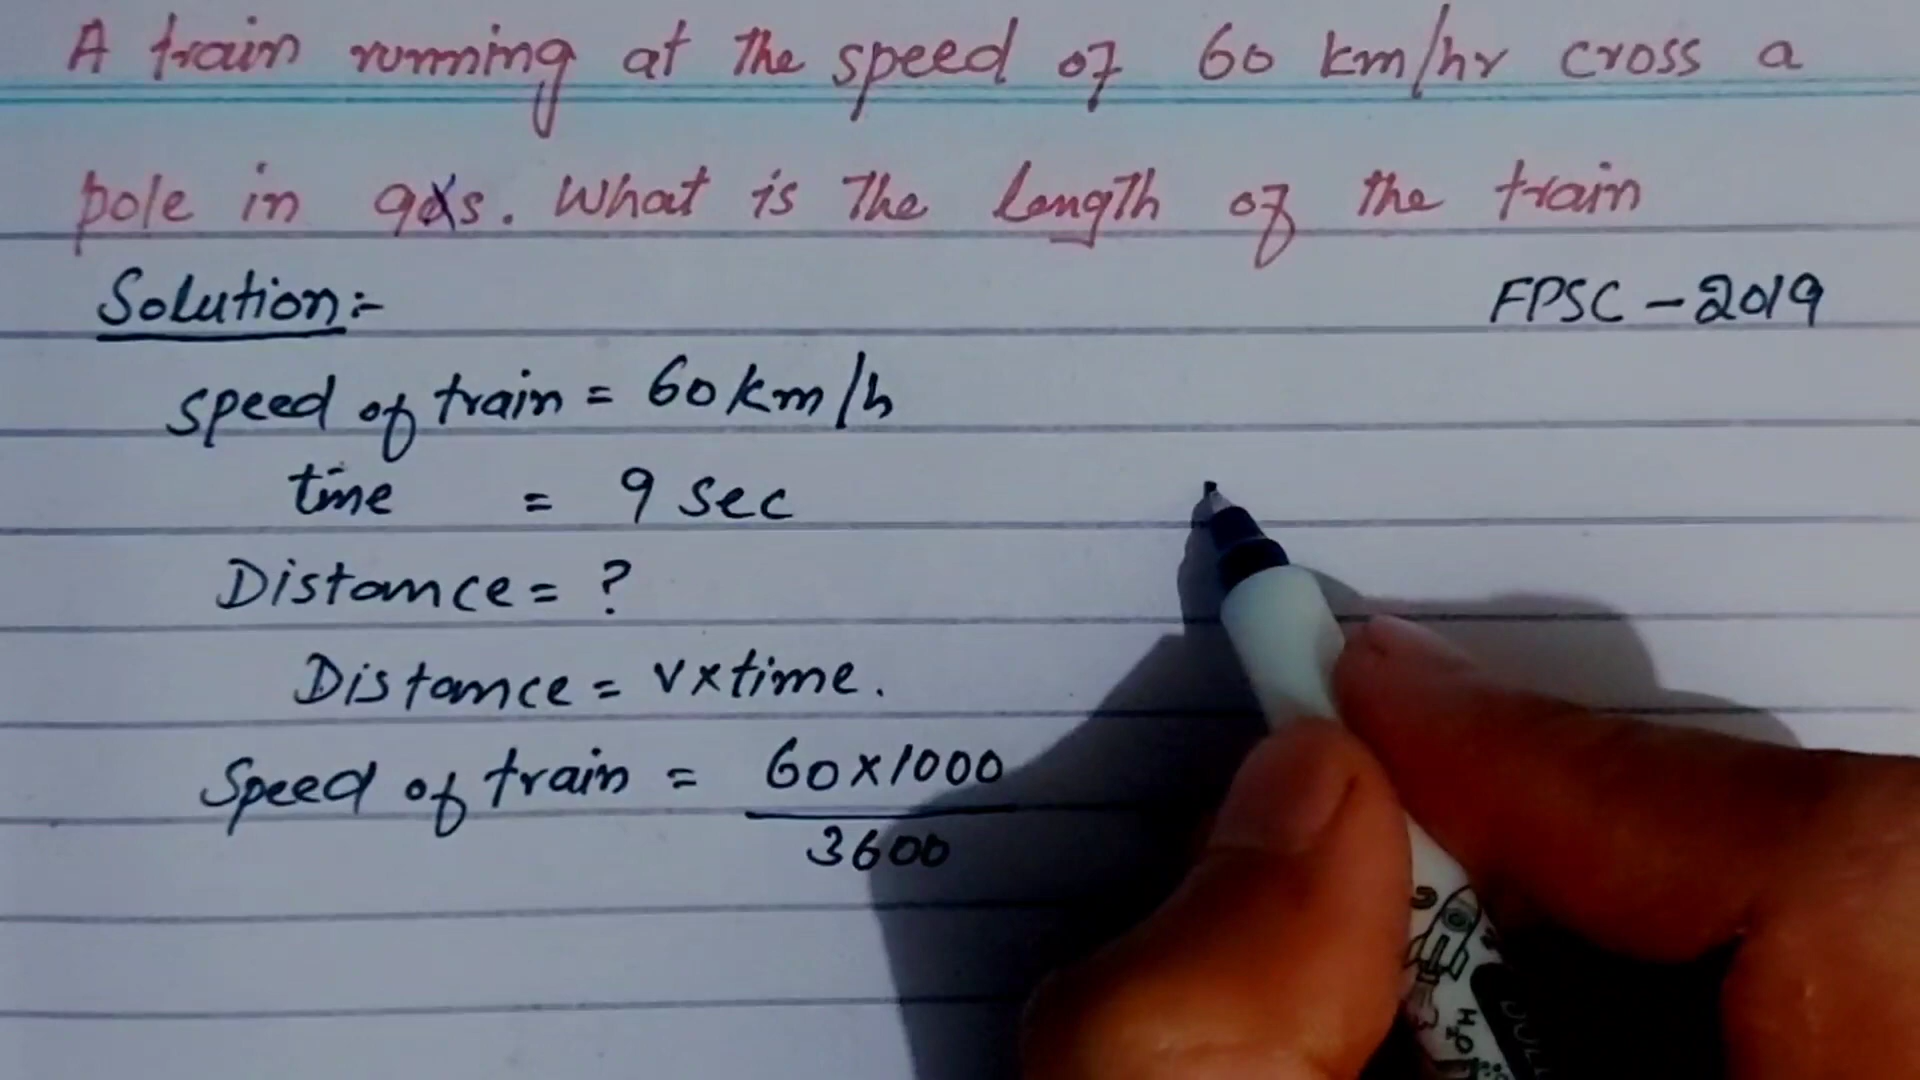 A train running at the speed of 60 km/hr cross a
pole in 9s. What is the length of the train
Solution:-
FPSC - 2019
speed of train = 60 km/h
time = 9 sec
Distance = ?
Distance = v x time.
Speed of train = 60 x 1000
3600